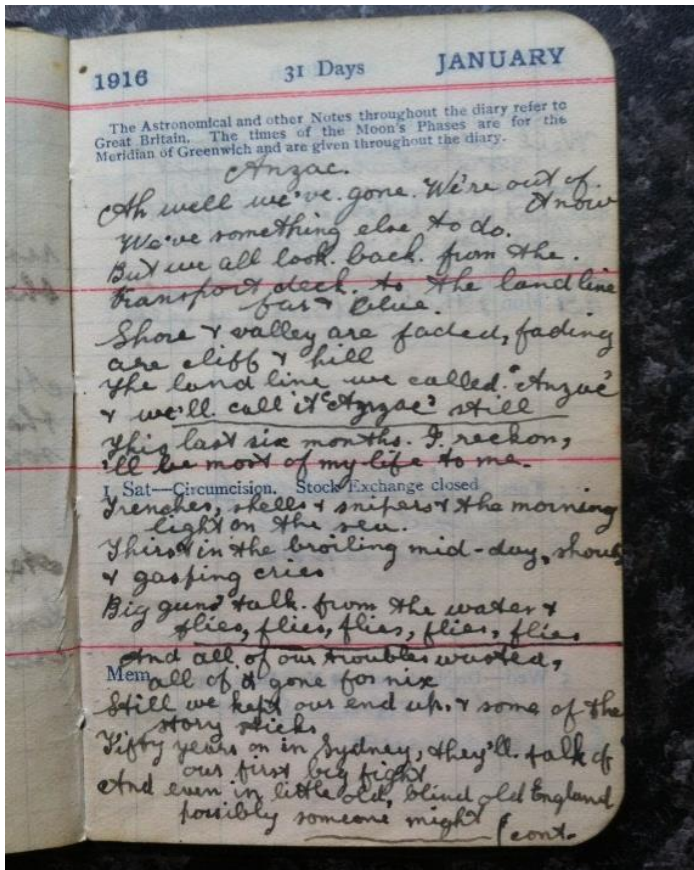 1916 31 Days JANUARY
The Astronomical and other Notes throughout the diary refer to
Great Britain. The times of the Moon's Phases are for the
Meridian of Greenwich and are given throughout the diary.
Anzac.
Ah well we've gone. We're out of.
it now
We've something else to do.
But we all look. back. from the.
transport deck. to the land line
far & blue.
Shore & valley are faded, fading
are cliff & hill
The land line we called. "Anzac"
& we'll. call it "Anzac" still
This last six months. I. reckon,
'll be most of my life to me.
1 Sat—Circumcision. Stock Exchange closed
Trenches, shells & snipers & the morning
light on the sea.
Thirst in the broiling mid-day, shouts
& gasping cries
Big guns' talk. from the water &
flies, flies, flies, flies, flies
And all of our troubles wasted,
Mem
all of it gone for nix
Still we kept our end up. & some of the
story sticks
Fifty years on in Sydney, they'll. talk of
our first big fight
And even in little old, blind old England
possibly someone might (cont.